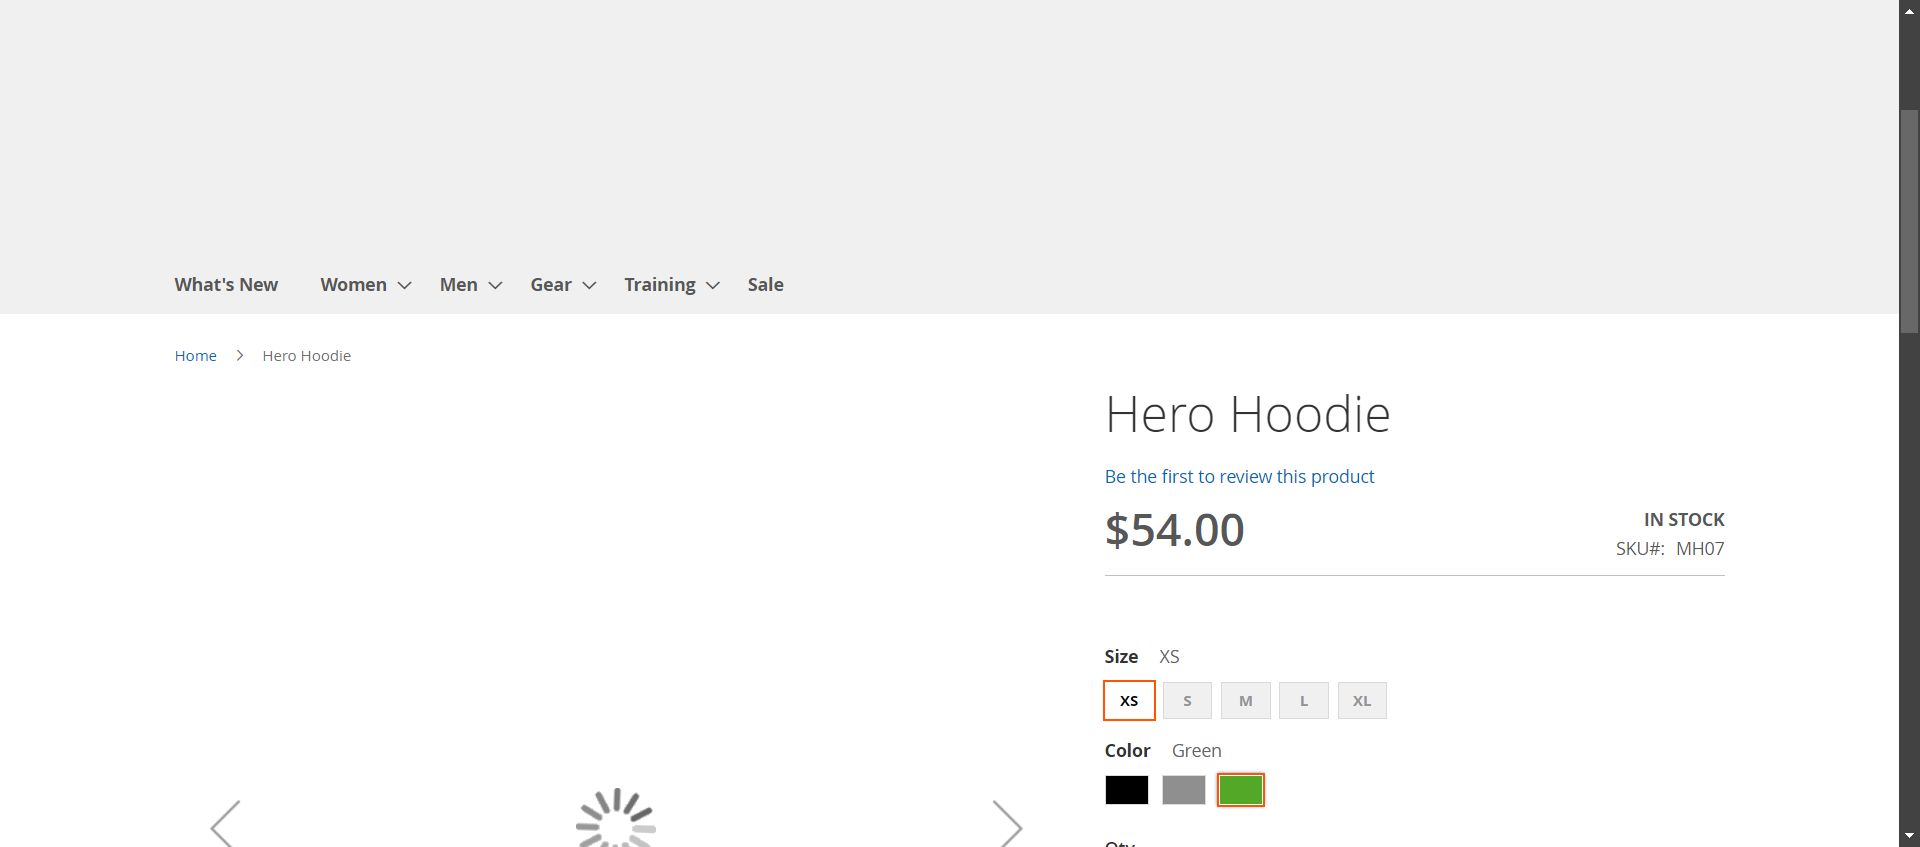 What's New Women Men Gear Training Sale
Home Hero Hoodie
Hero Hoodie
Be the first to review this product
$54.00
IN STOCK
SKU#: MH07
Size XS
XS S M L XL
Color Green